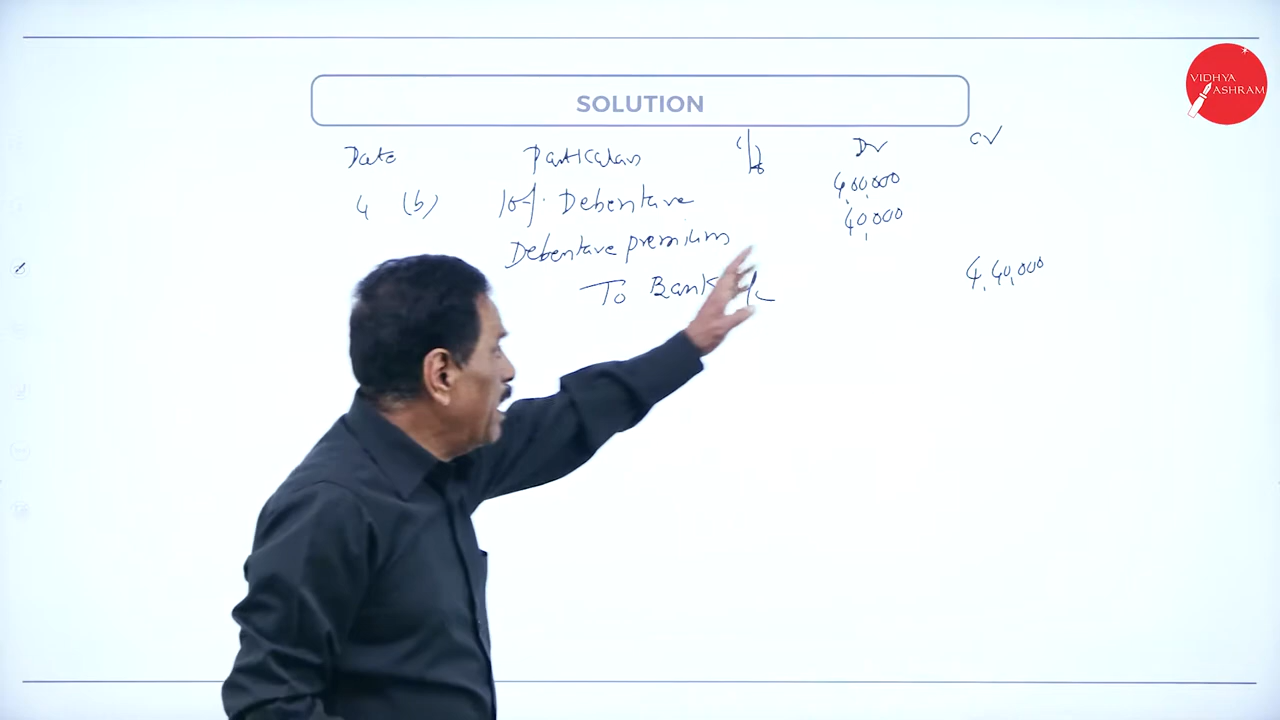 VIDHYA
ASHRAM
SOLUTION
Date Particulars Dr Cr
4 (b) 10% Debenture 4,00,000
Debenture premium 40,000
To Bank A/c 4,40,000